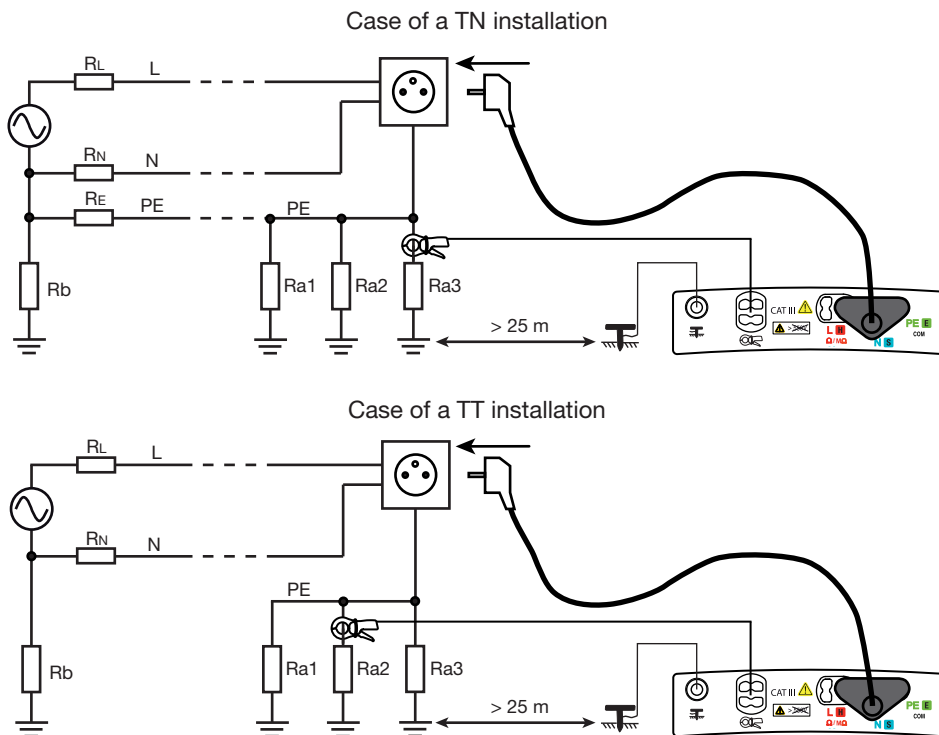 Case of a TN installation
RL
L
RN
N
RE
PE
PE
Rb
Ra1
Ra2
Ra3
> 25 m
CAT III
L H
Ω/MΩ
N S
PE E
COM
Case of a TT installation
RL
L
RN
N
PE
Rb
Ra1
Ra2
Ra3
> 25 m
CAT III
L H
Ω/MΩ
N S
PE E
COM